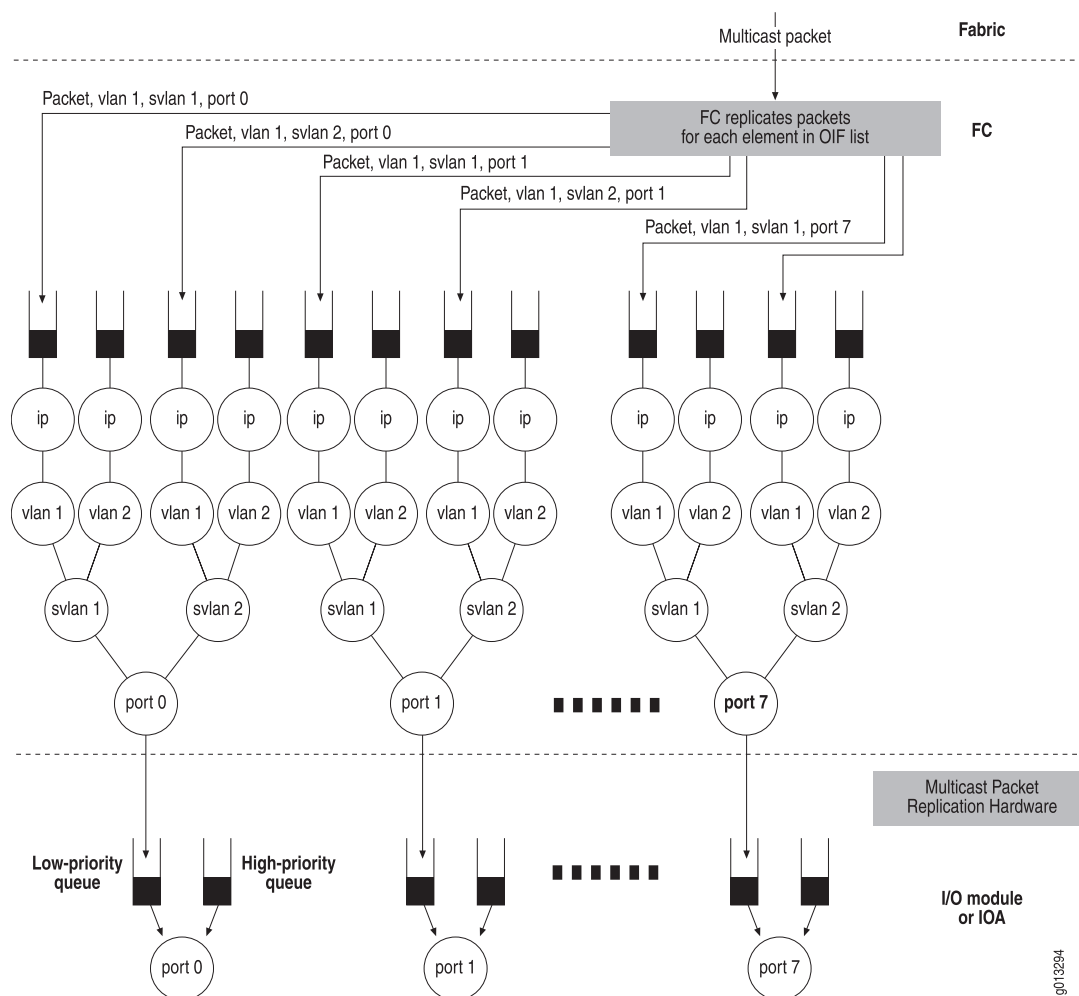 Multicast packet
Fabric
Packet, vlan 1, svlan 1, port 0
FC replicates packets
for each element in OIF list
FC
Packet, vlan 1, svlan 2, port 0
Packet, vlan 1, svlan 1, port 1
Packet, vlan 1, svlan 2, port 1
Packet, vlan 1, svlan 1, port 7
ip ip ip ip ip ip ip ip ip ip ip ip
vlan 1 vlan 2 vlan 1 vlan 2 vlan 1 vlan 2 vlan 1 vlan 2 vlan 1 vlan 2 vlan 1 vlan 2
svlan 1 svlan 2 svlan 1 svlan 2 svlan 1 svlan 2
port 0 port 1 port 7
Multicast Packet
Replication Hardware
Low-priority
queue
High-priority
queue
I/O module
or IOA
port 0 port 1 port 7
g013294